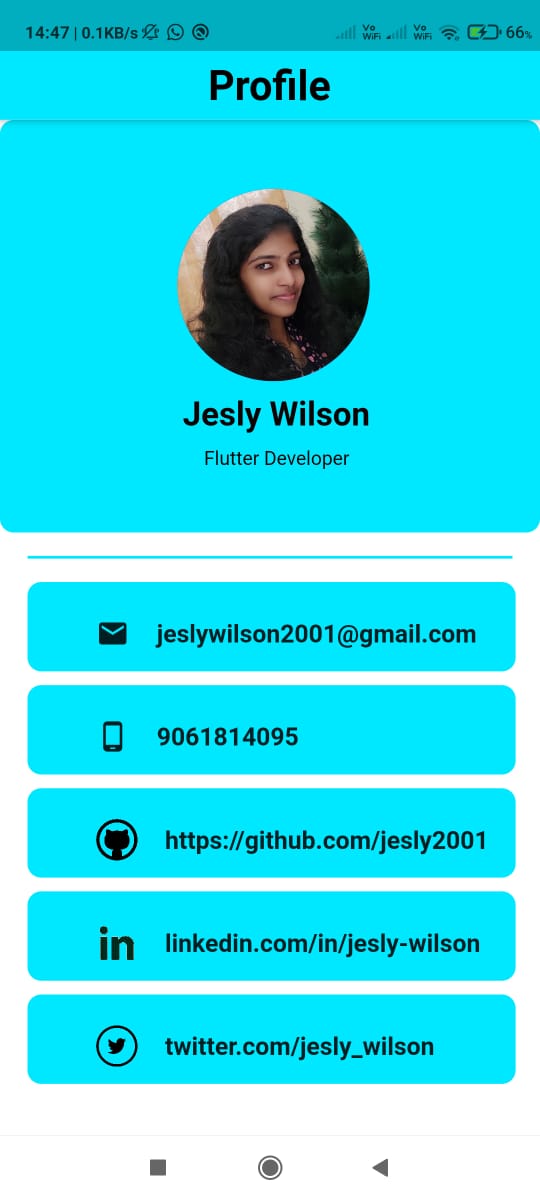 14:47 | 0.1KB/s Vo WiFi Vo WiFi 66%
Profile
Jesly Wilson
Flutter Developer
jeslywilson2001@gmail.com
9061814095
https://github.com/jesly2001
in linkedin.com/in/jesly-wilson
twitter.com/jesly_wilson